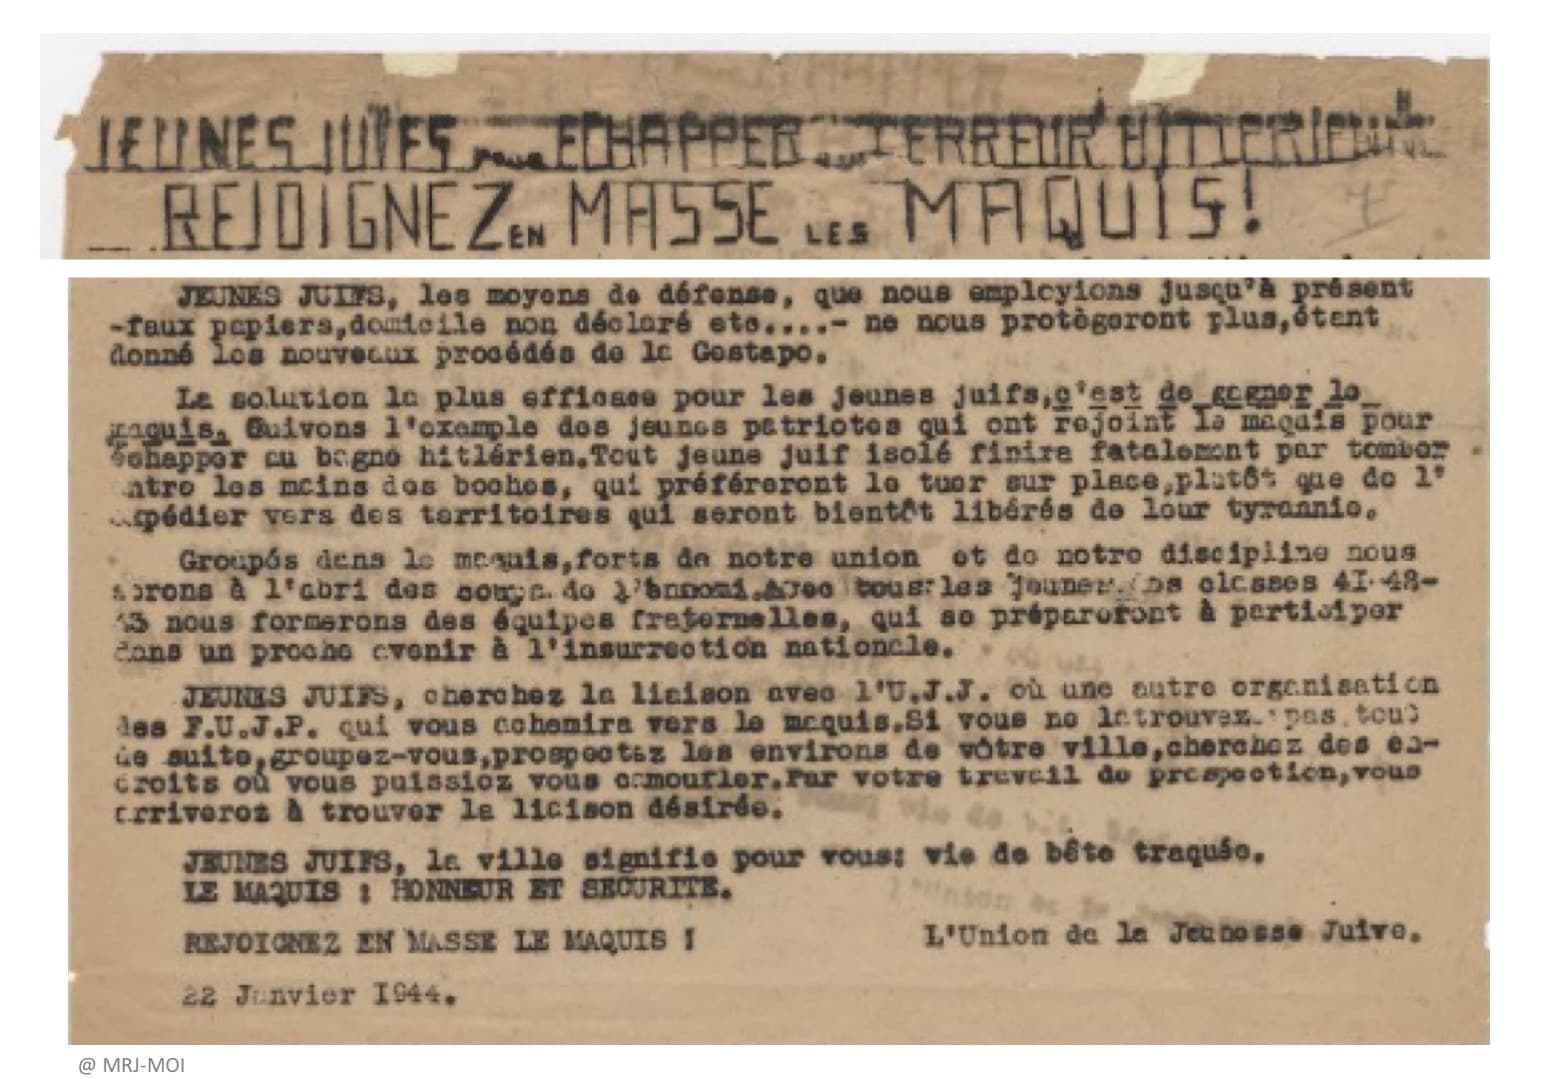 JEUNES JUIFS POUR ECHAPPER TERREUR HITLERIENNE
REJOIGNEZ EN MASSE LES MAQUIS!
JEUNES JUIFS, les moyens de défense, que nous employions jusqu'à présent
-faux papiers,domicile non déclaré etc....- ne nous protègeront plus,étant
donné les nouveaux procédés de la Gestapo.
La solution la plus efficace pour les jeunes juifs,c'est de gagner le
maquis. Suivons l'exemple des jeunes patriotes qui ont rejoint le maquis pour
échapper au bagne hitlérien.Tout jeune juif isolé finira fatalement par tomber
entre les mains des boches, qui préféreront le tuer sur place,plutôt que de l'
expédier vers des territoires qui seront bientôt libérés de leur tyrannie.
Groupés dans le maquis,forts de notre union et de notre discipline nous
serons à l'abri des coups de l'ennemi.Avec tous les jeunes des classes 41-42-
43 nous formerons des équipes fraternelles, qui se prépareront à participer
dans un proche avenir à l'insurrection nationale.
JEUNES JUIFS, cherchez la liaison avec l'U.J.J. où une autre organisation
des F.U.J.P. qui vous achemira vers le maquis.Si vous ne la trouvez pas tout
de suite,groupez-vous,prospectez les environs de vôtre ville,cherchez des en-
droits où vous puissiez vous camoufler.Par votre travail de prospection,vous
arriverez à trouver la liaison désirée.
JEUNES JUIFS, la ville signifie pour vous: vie de bête traquée.
LE MAQUIS : HONNEUR ET SECURITE.
REJOIGNEZ EN MASSE LE MAQUIS ! L'Union de la Jeunesse Juive.
22 Janvier 1944.
@ MRJ-MOI